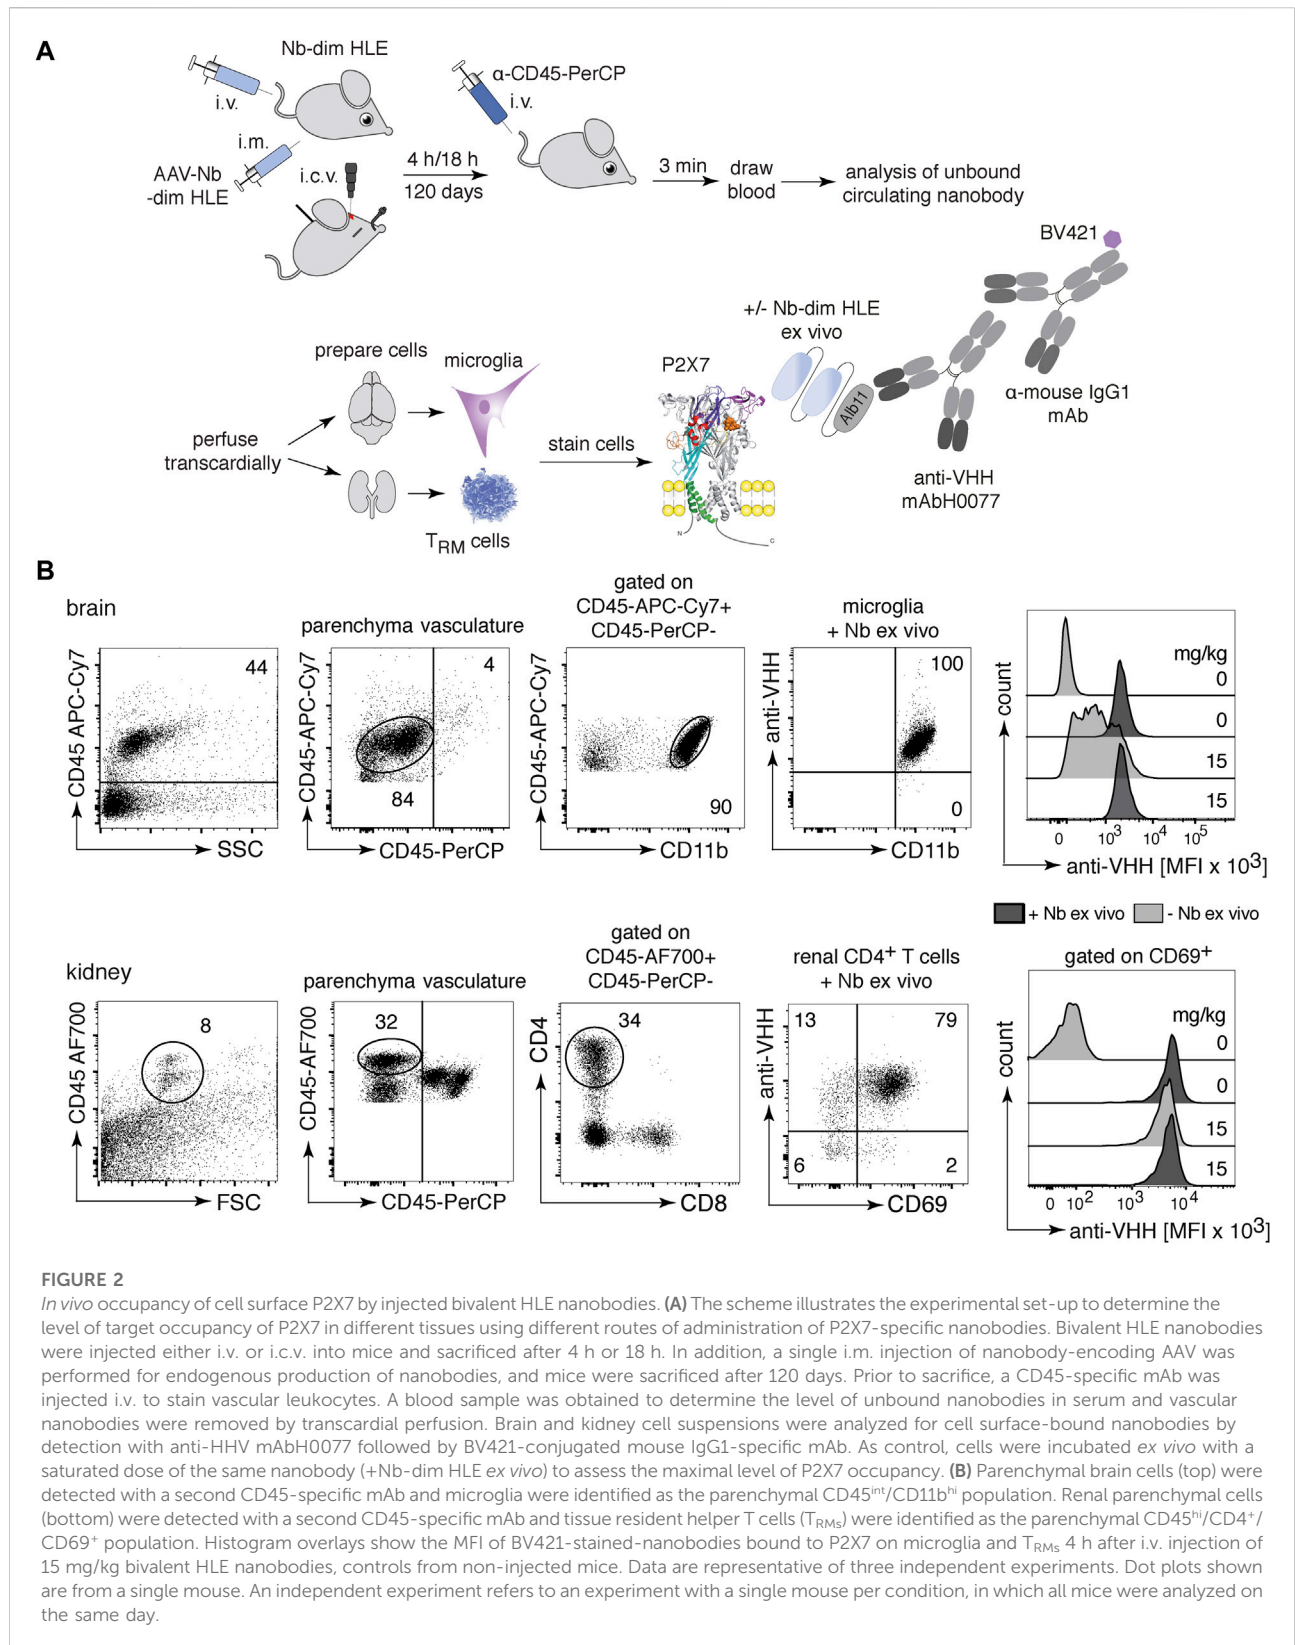 A
Nb-dim HLE
i.v.
i.m.
AAV-Nb
-dim HLE
i.c.v.
4 h/18 h
120 days
α-CD45-PerCP
i.v.
3 min
draw
blood
analysis of unbound
circulating nanobody
BV421
+/- Nb-dim HLE
ex vivo
prepare cells
microglia
P2X7
Alb11
α-mouse IgG1
mAb
perfuse
transcardially
stain cells
anti-VHH
mAbH0077
N
C
TRM cells
B
brain
CD45 APC-Cy7
44
SSC
parenchyma vasculature
CD45-APC-Cy7
4
84
CD45-PerCP
gated on
CD45-APC-Cy7+
CD45-PerCP-
CD45-APC-Cy7
90
CD11b
microglia
+ Nb ex vivo
anti-VHH
100
0
CD11b
count
mg/kg
0
0
15
15
0 10³ 10⁴ 10⁵
anti-VHH [MFI x 10³]
+ Nb ex vivo - Nb ex vivo
kidney
CD45 AF700
8
FSC
parenchyma vasculature
CD45-AF700
32
CD45-PerCP
gated on
CD45-AF700+
CD45-PerCP-
CD4
34
CD8
renal CD4⁺ T cells
+ Nb ex vivo
anti-VHH
13 79
6 2
CD69
gated on CD69⁺
count
mg/kg
0
0
15
15
0 10² 10³ 10⁴
anti-VHH [MFI x 10³]
FIGURE 2
In vivo occupancy of cell surface P2X7 by injected bivalent HLE nanobodies. (A) The scheme illustrates the experimental set-up to determine the
level of target occupancy of P2X7 in different tissues using different routes of administration of P2X7-specific nanobodies. Bivalent HLE nanobodies
were injected either i.v. or i.c.v. into mice and sacrificed after 4 h or 18 h. In addition, a single i.m. injection of nanobody-encoding AAV was
performed for endogenous production of nanobodies, and mice were sacrificed after 120 days. Prior to sacrifice, a CD45-specific mAb was
injected i.v. to stain vascular leukocytes. A blood sample was obtained to determine the level of unbound nanobodies in serum and vascular
nanobodies were removed by transcardial perfusion. Brain and kidney cell suspensions were analyzed for cell surface-bound nanobodies by
detection with anti-HHV mAbH0077 followed by BV421-conjugated mouse IgG1-specific mAb. As control, cells were incubated ex vivo with a
saturated dose of the same nanobody (+Nb-dim HLE ex vivo) to assess the maximal level of P2X7 occupancy. (B) Parenchymal brain cells (top) were
detected with a second CD45-specific mAb and microglia were identified as the parenchymal CD45ⁱⁿᵗ/CD11bʰⁱ population. Renal parenchymal cells
(bottom) were detected with a second CD45-specific mAb and tissue resident helper T cells (TRMs) were identified as the parenchymal CD45ʰⁱ/CD4⁺/
CD69⁺ population. Histogram overlays show the MFI of BV421-stained-nanobodies bound to P2X7 on microglia and TRMs 4 h after i.v. injection of
15 mg/kg bivalent HLE nanobodies, controls from non-injected mice. Data are representative of three independent experiments. Dot plots shown
are from a single mouse. An independent experiment refers to an experiment with a single mouse per condition, in which all mice were analyzed on
the same day.